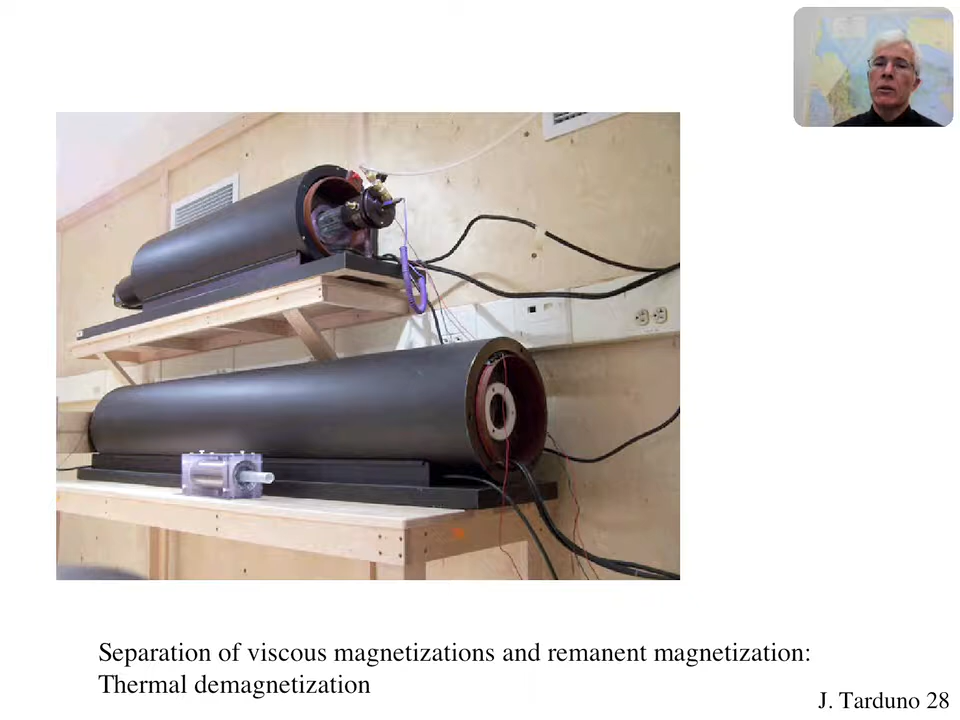 Separation of viscous magnetizations and remanent magnetization:
Thermal demagnetization
J. Tarduno 28